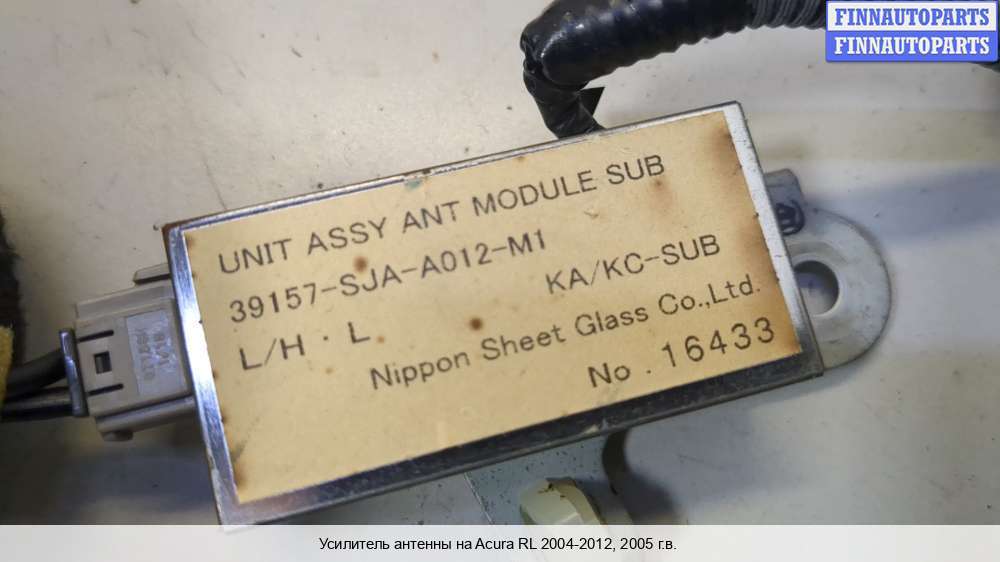 FINNAUTOPARTS
FINNAUTOPARTS
UNIT ASSY ANT MODULE SUB
39157-SJA-A012-M1
KA/KC-SUB
L/H · L
Nippon Sheet Glass Co.,Ltd.
No . 16433
Усилитель антенны на Acura RL 2004-2012, 2005 г.в.